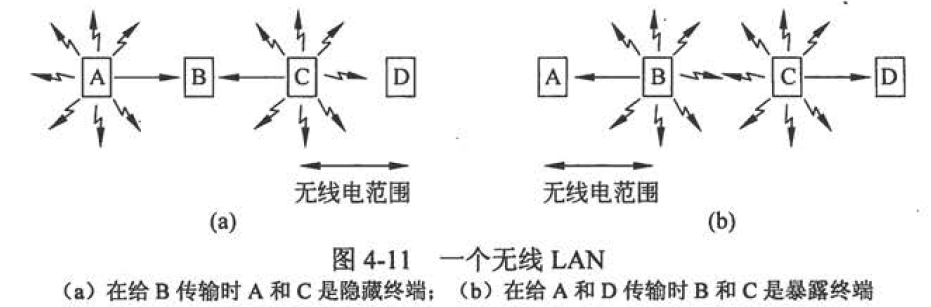 A B C D A B C D
无线电范围 无线电范围
(a) (b)
图 4-11 一个无线 LAN
（a）在给 B 传输时 A 和 C 是隐藏终端；（b）在给 A 和 D 传输时 B 和 C 是暴露终端